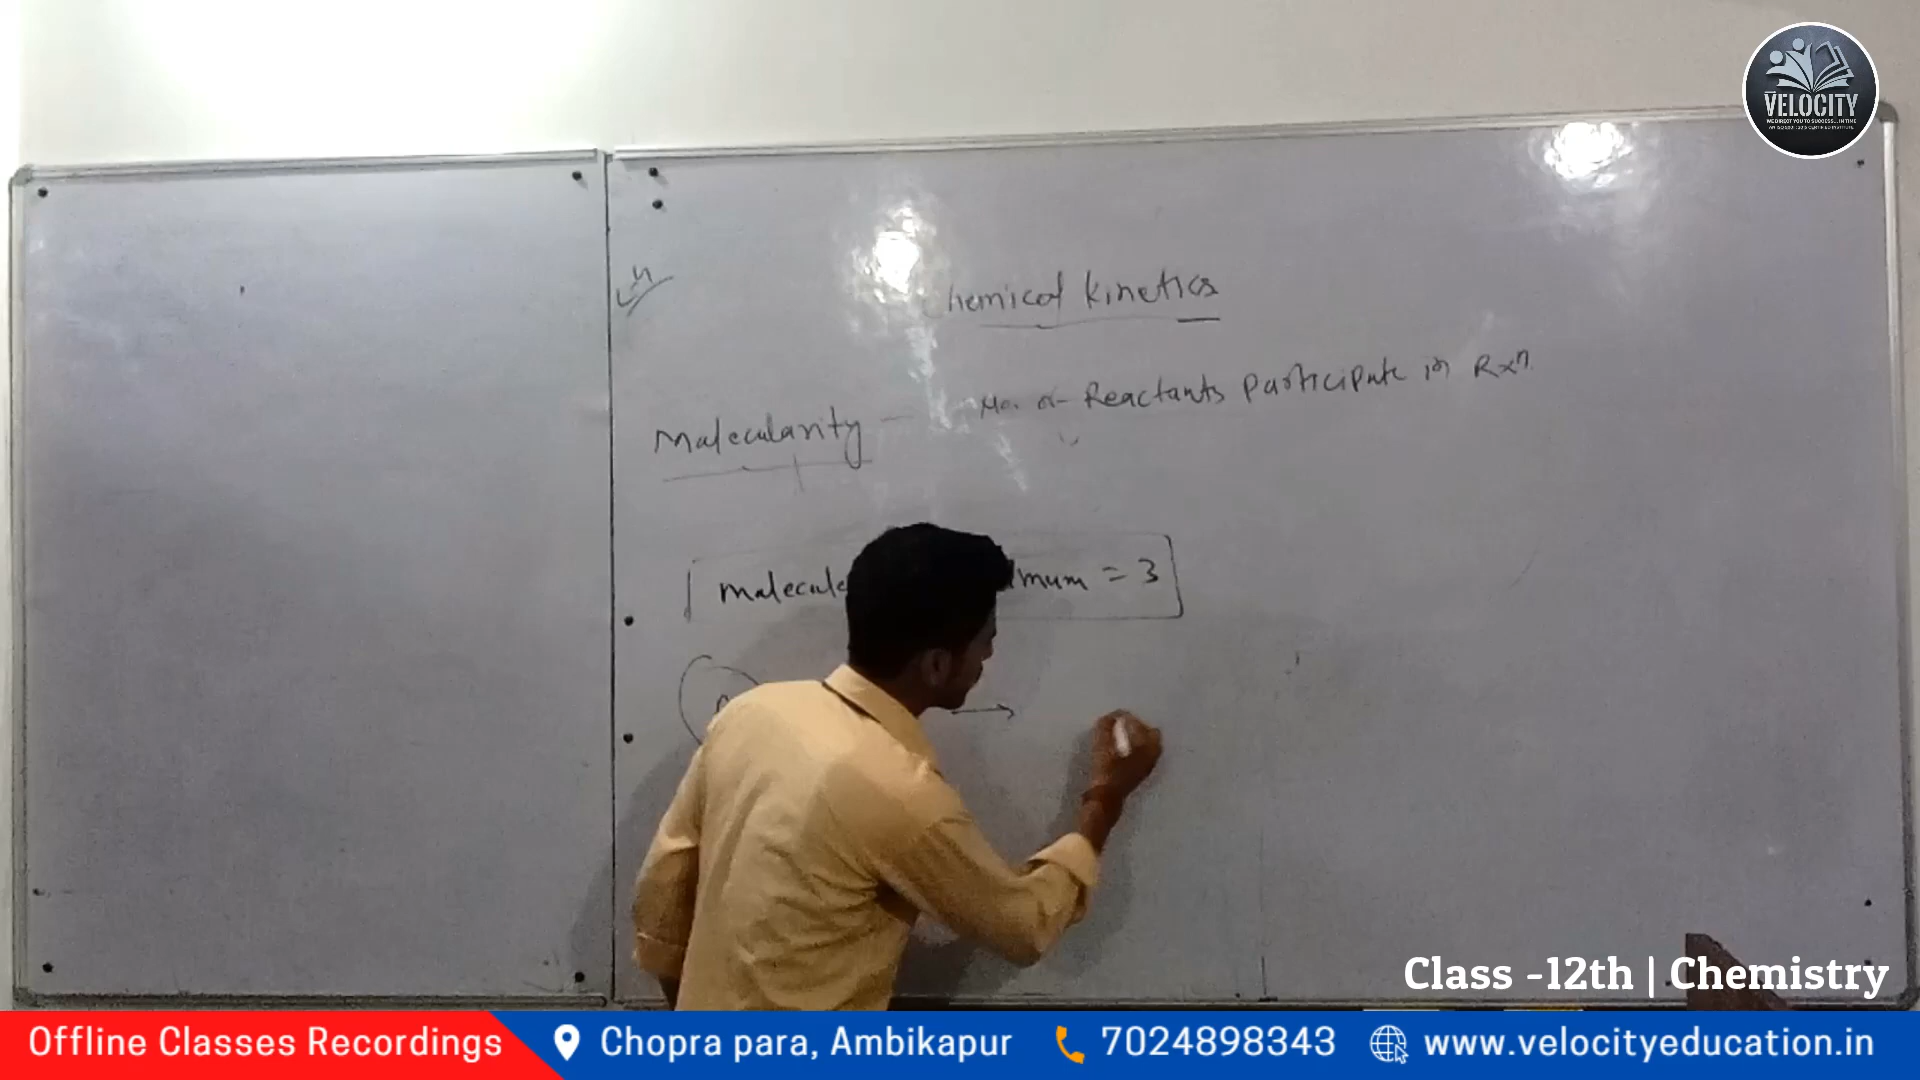 VELOCITY
Chemical kinetics
Molecularity - No. of Reactants participate in Rxn.
mum = 3
Class -12th | Chemistry
Offline Classes Recordings
Chopra para, Ambikapur
7024898343
www.velocityeducation.in